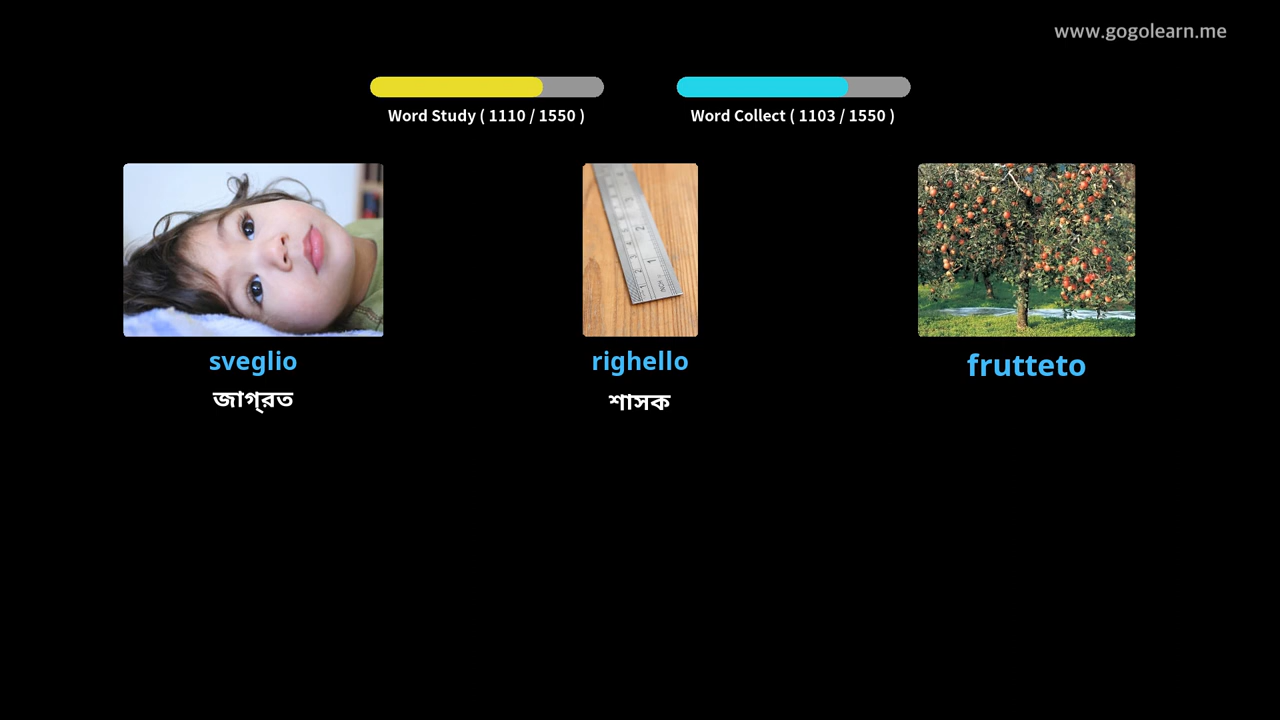 www.gogolearn.me
Word Study ( 1110 / 1550 )
Word Collect ( 1103 / 1550 )
sveglio
righello
frutteto
জাগ্রত
শাসক